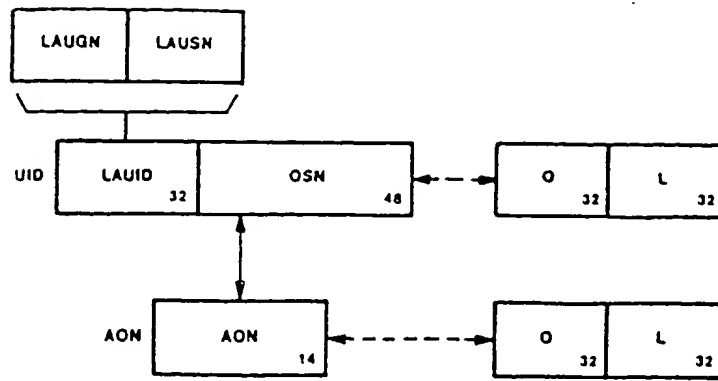 LAUGN LAUSN
UID LAUID 32 OSN 48 O 32 L 32
AON AON 14 O 32 L 32